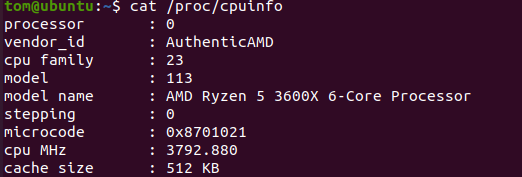 tom@ubuntu:~$ cat /proc/cpuinfo
processor : 0
vendor_id : AuthenticAMD
cpu family : 23
model : 113
model name : AMD Ryzen 5 3600X 6-Core Processor
stepping : 0
microcode : 0x8701021
cpu MHz : 3792.880
cache size : 512 KB